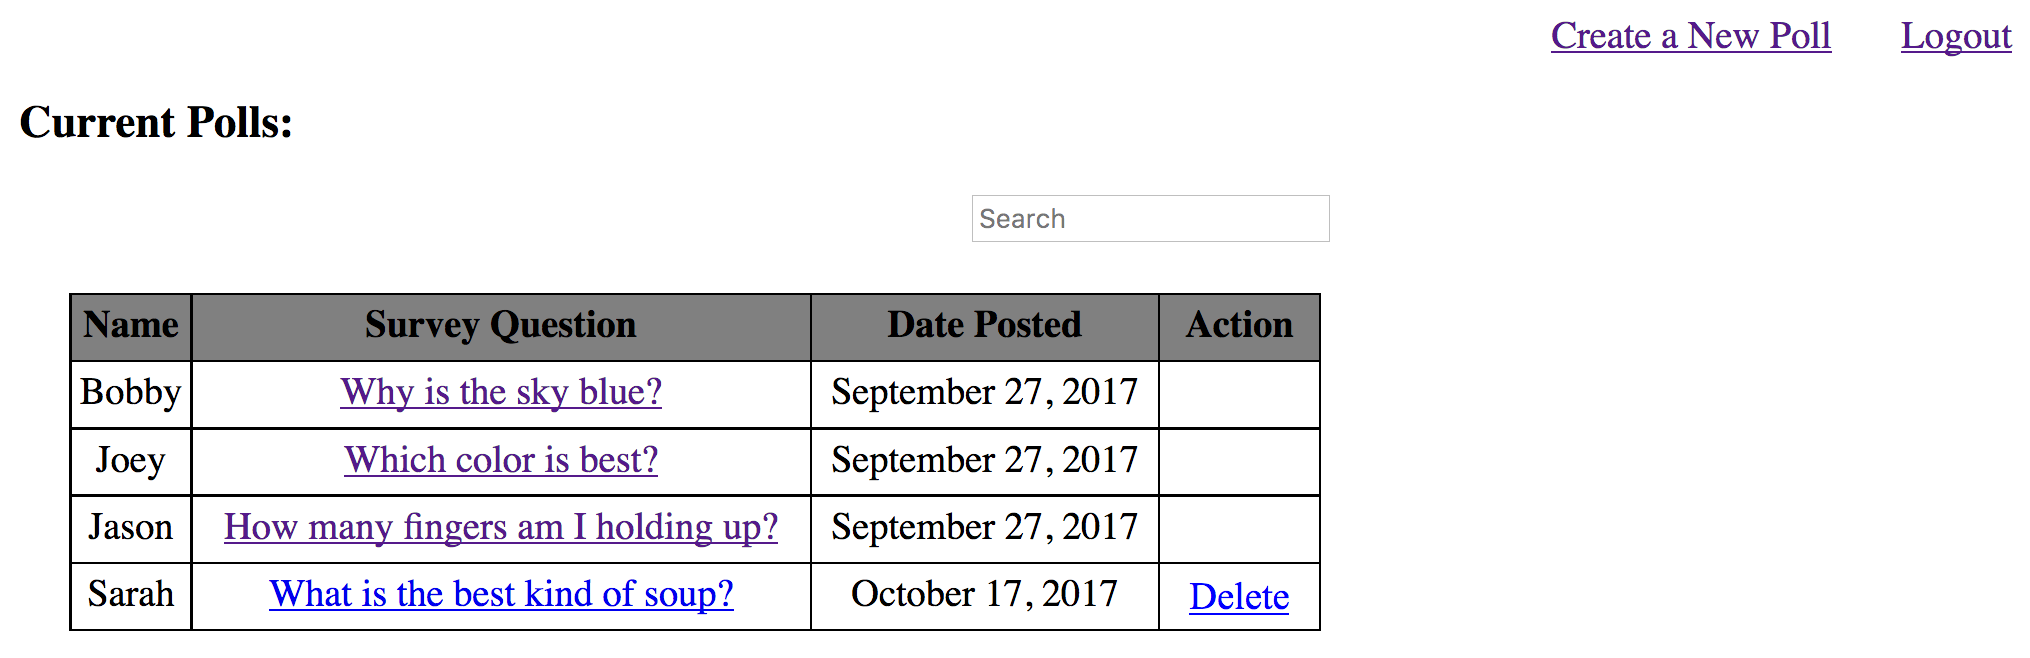 Create a New Poll Logout
Current Polls:
Search
Name Survey Question Date Posted Action
Bobby Why is the sky blue? September 27, 2017
Joey Which color is best? September 27, 2017
Jason How many fingers am I holding up? September 27, 2017
Sarah What is the best kind of soup? October 17, 2017 Delete